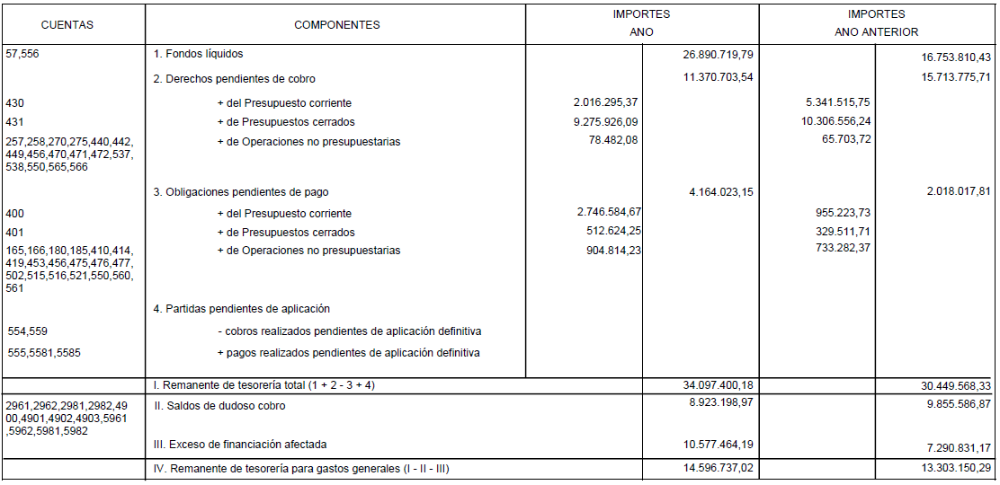 CUENTAS COMPONENTES IMPORTES AÑO IMPORTES AÑO ANTERIOR
57,556 1. Fondos líquidos 26.890.719,79 16.753.810,43
2. Derechos pendientes de cobro 11.370.703,54 15.713.775,71
430 + del Presupuesto corriente 2.016.295,37 5.341.515,75
431 + de Presupuestos cerrados 9.275.926,09 10.306.556,24
257,258,270,275,440,442, + de Operaciones no presupuestarias 78.482,08 65.703,72
449,456,470,471,472,537,
538,550,565,566
3. Obligaciones pendientes de pago 4.164.023,15 2.018.017,81
400 + del Presupuesto corriente 2.746.584,67 955.223,73
401 + de Presupuestos cerrados 512.624,25 329.511,71
165,166,180,185,410,414, + de Operaciones no presupuestarias 904.814,23 733.282,37
419,453,456,475,476,477,
502,515,516,521,550,560,
561
4. Partidas pendientes de aplicación
554,559 - cobros realizados pendientes de aplicación definitiva
555,5581,5585 + pagos realizados pendientes de aplicación definitiva
I. Remanente de tesorería total (1 + 2 - 3 + 4) 34.097.400,18 30.449.568,33
2961,2962,2981,2982,49 II. Saldos de dudoso cobro 8.923.198,97 9.855.586,87
00,4901,4902,4903,5961
,5962,5981,5982
III. Exceso de financiación afectada 10.577.464,19 7.290.831,17
IV. Remanente de tesorería para gastos generales (I - II - III) 14.596.737,02 13.303.150,29